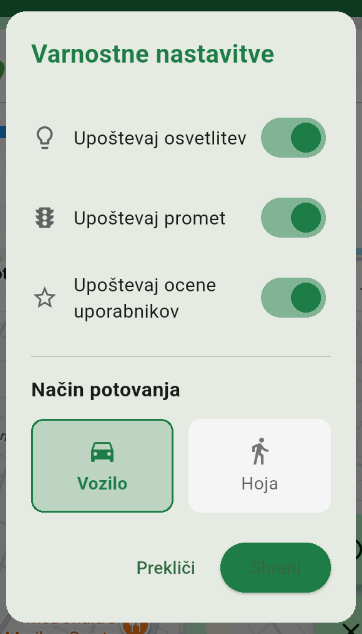 Varnostne nastavitve
Upoštevaj osvetlitev
Upoštevaj promet
Upoštevaj ocene
uporabnikov
Način potovanja
Vozilo
Hoja
Prekliči
Shrani